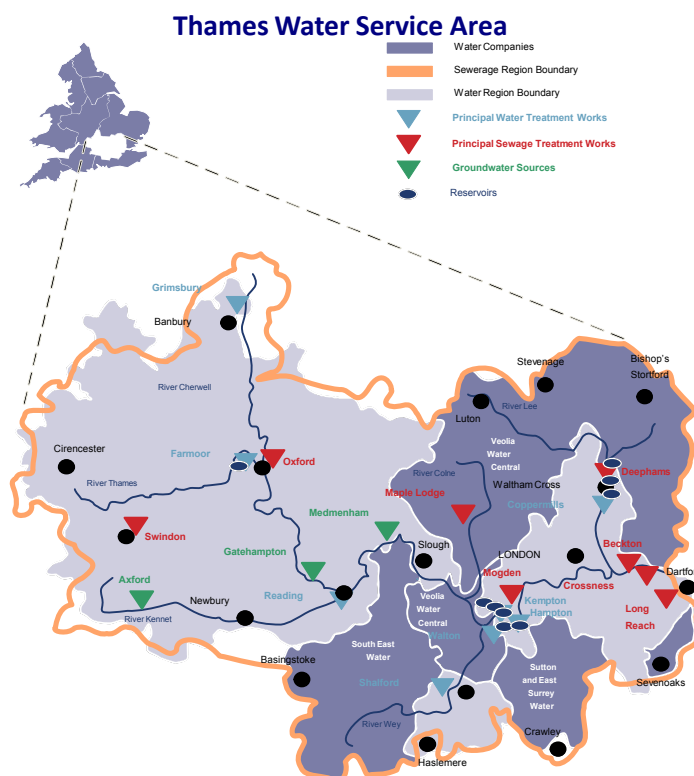 Thames Water Service Area
Water Companies
Sewerage Region Boundary
Water Region Boundary
Principal Water Treatment Works
Principal Sewage Treatment Works
Groundwater Sources
Reservoirs
Grimsbury
Banbury
River Cherwell
Stevenage
Bishop's
Stortford
Luton
River Lee
Cirencester
Farmoor
Oxford
River Thames
Veolia
Water
Central
River Colne
Waltham Cross
Deephams
Maple Lodge
Coppermills
Swindon
Medmenham
Gatehampton
Slough
LONDON
Beckton
Axford
Reading
Newbury
River Kennet
Mogden
Crossness
Dartfo
Veolia
Water
Central
Kempton
Hampton
Long
Reach
Walton
South East
Water
Basingstoke
Shalford
Sutton
and East
Surrey
Water
Sevenoaks
River Wey
Crawley
Haslemere